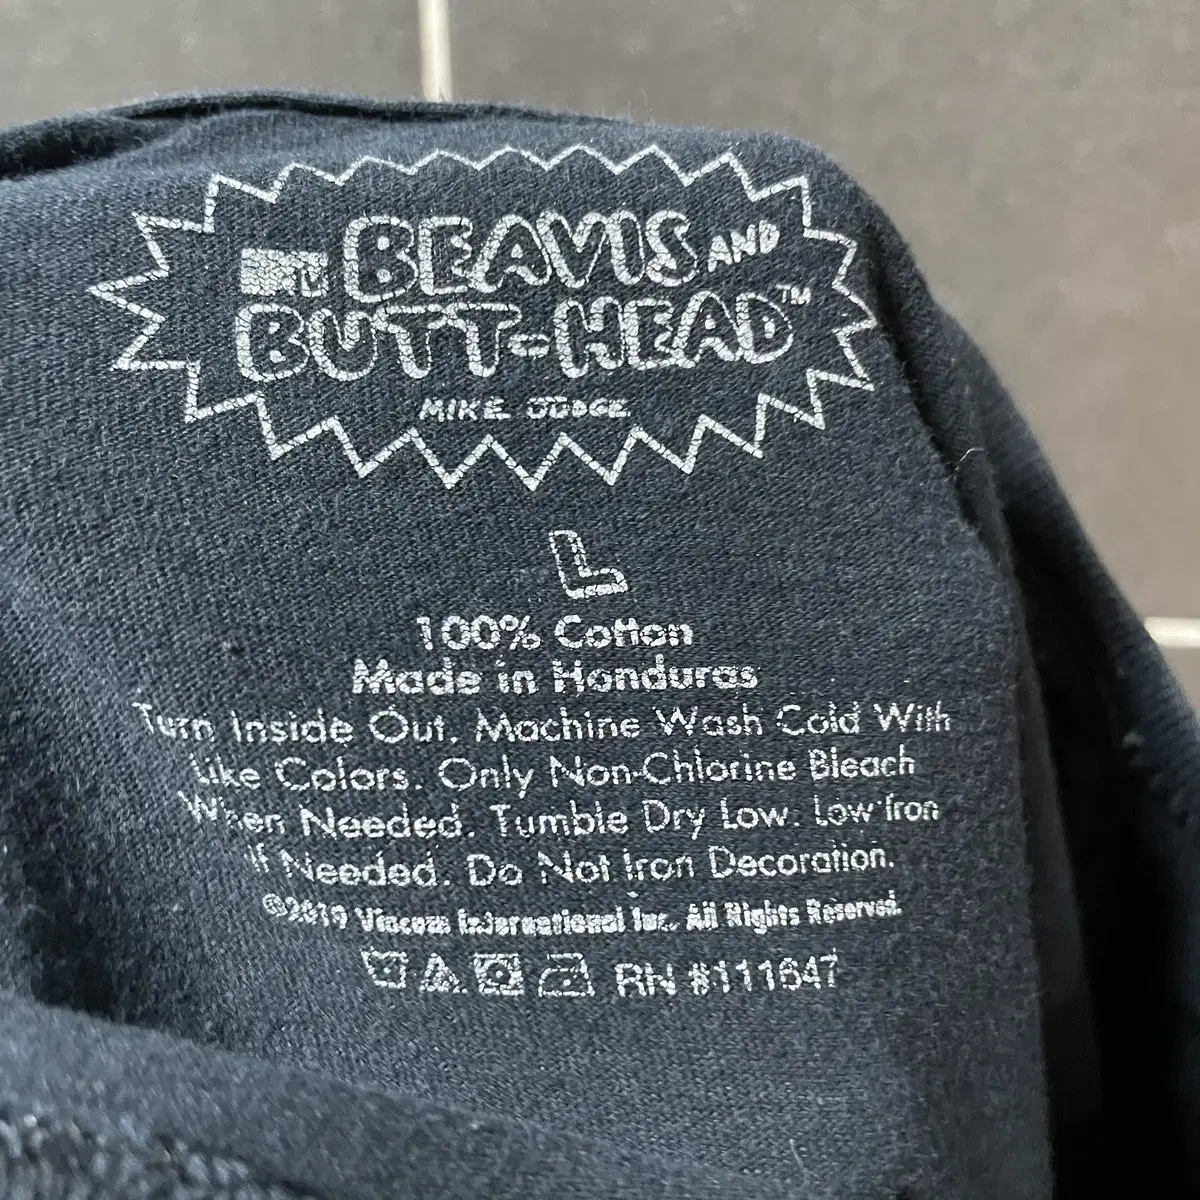 MTV BEAVIS AND
BUTT-HEAD™
MIKE JUDGE
L
100% Cotton
Made in Honduras
Turn Inside Out. Machine Wash Cold With
Like Colors. Only Non-Chlorine Bleach
When Needed. Tumble Dry Low. Low Iron
If Needed. Do Not Iron Decoration.
©2019 Viacom International Inc. All Rights Reserved.
RN #111647